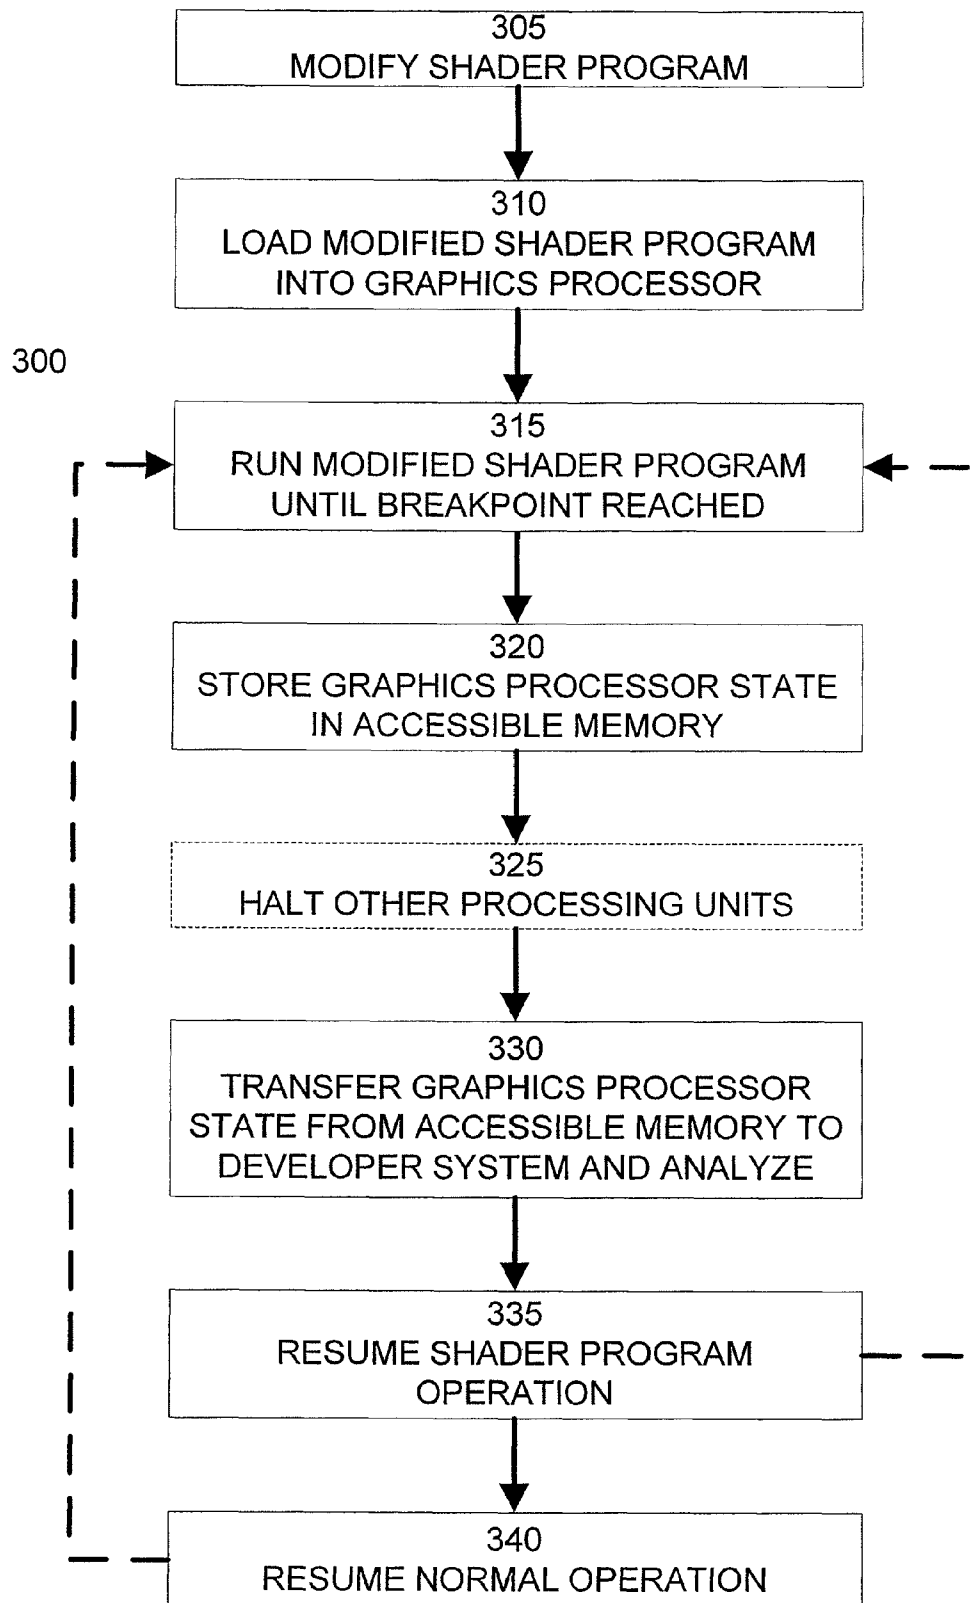 305
MODIFY SHADER PROGRAM
310
LOAD MODIFIED SHADER PROGRAM
INTO GRAPHICS PROCESSOR
300
315
RUN MODIFIED SHADER PROGRAM
UNTIL BREAKPOINT REACHED
320
STORE GRAPHICS PROCESSOR STATE
IN ACCESSIBLE MEMORY
325
HALT OTHER PROCESSING UNITS
330
TRANSFER GRAPHICS PROCESSOR
STATE FROM ACCESSIBLE MEMORY TO
DEVELOPER SYSTEM AND ANALYZE
335
RESUME SHADER PROGRAM
OPERATION
340
RESUME NORMAL OPERATION